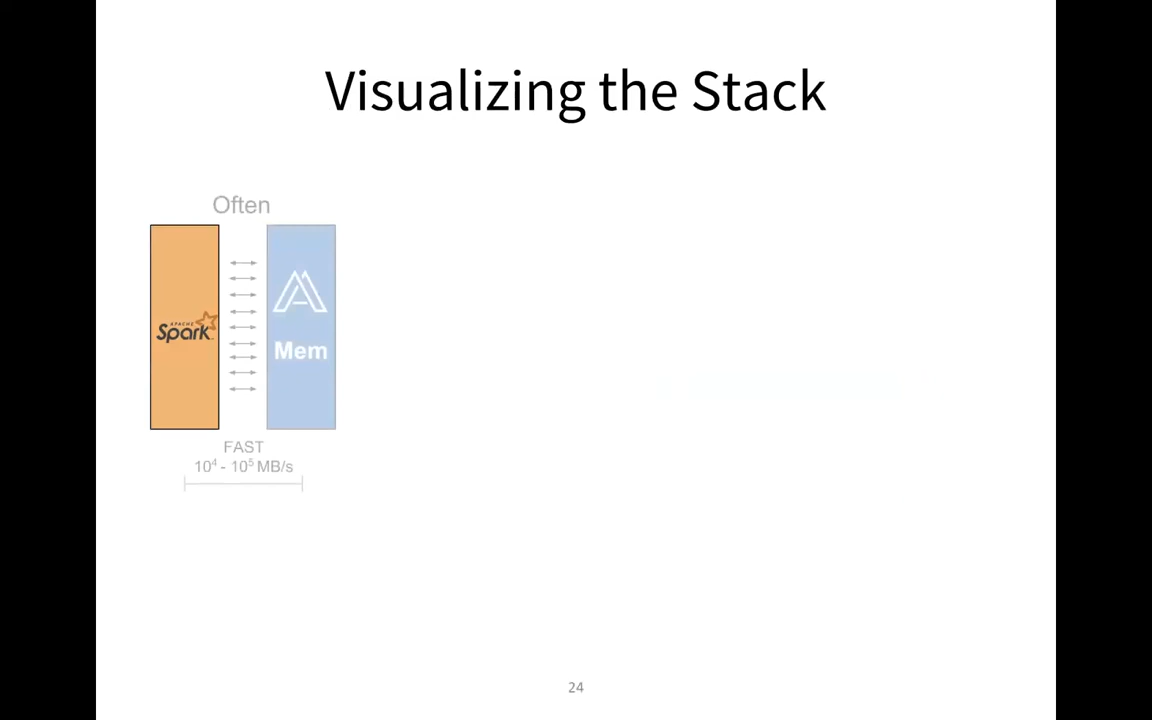 Visualizing the Stack
Often
APACHE
Spark
Mem
FAST
10⁴ - 10⁵ MB/s
24